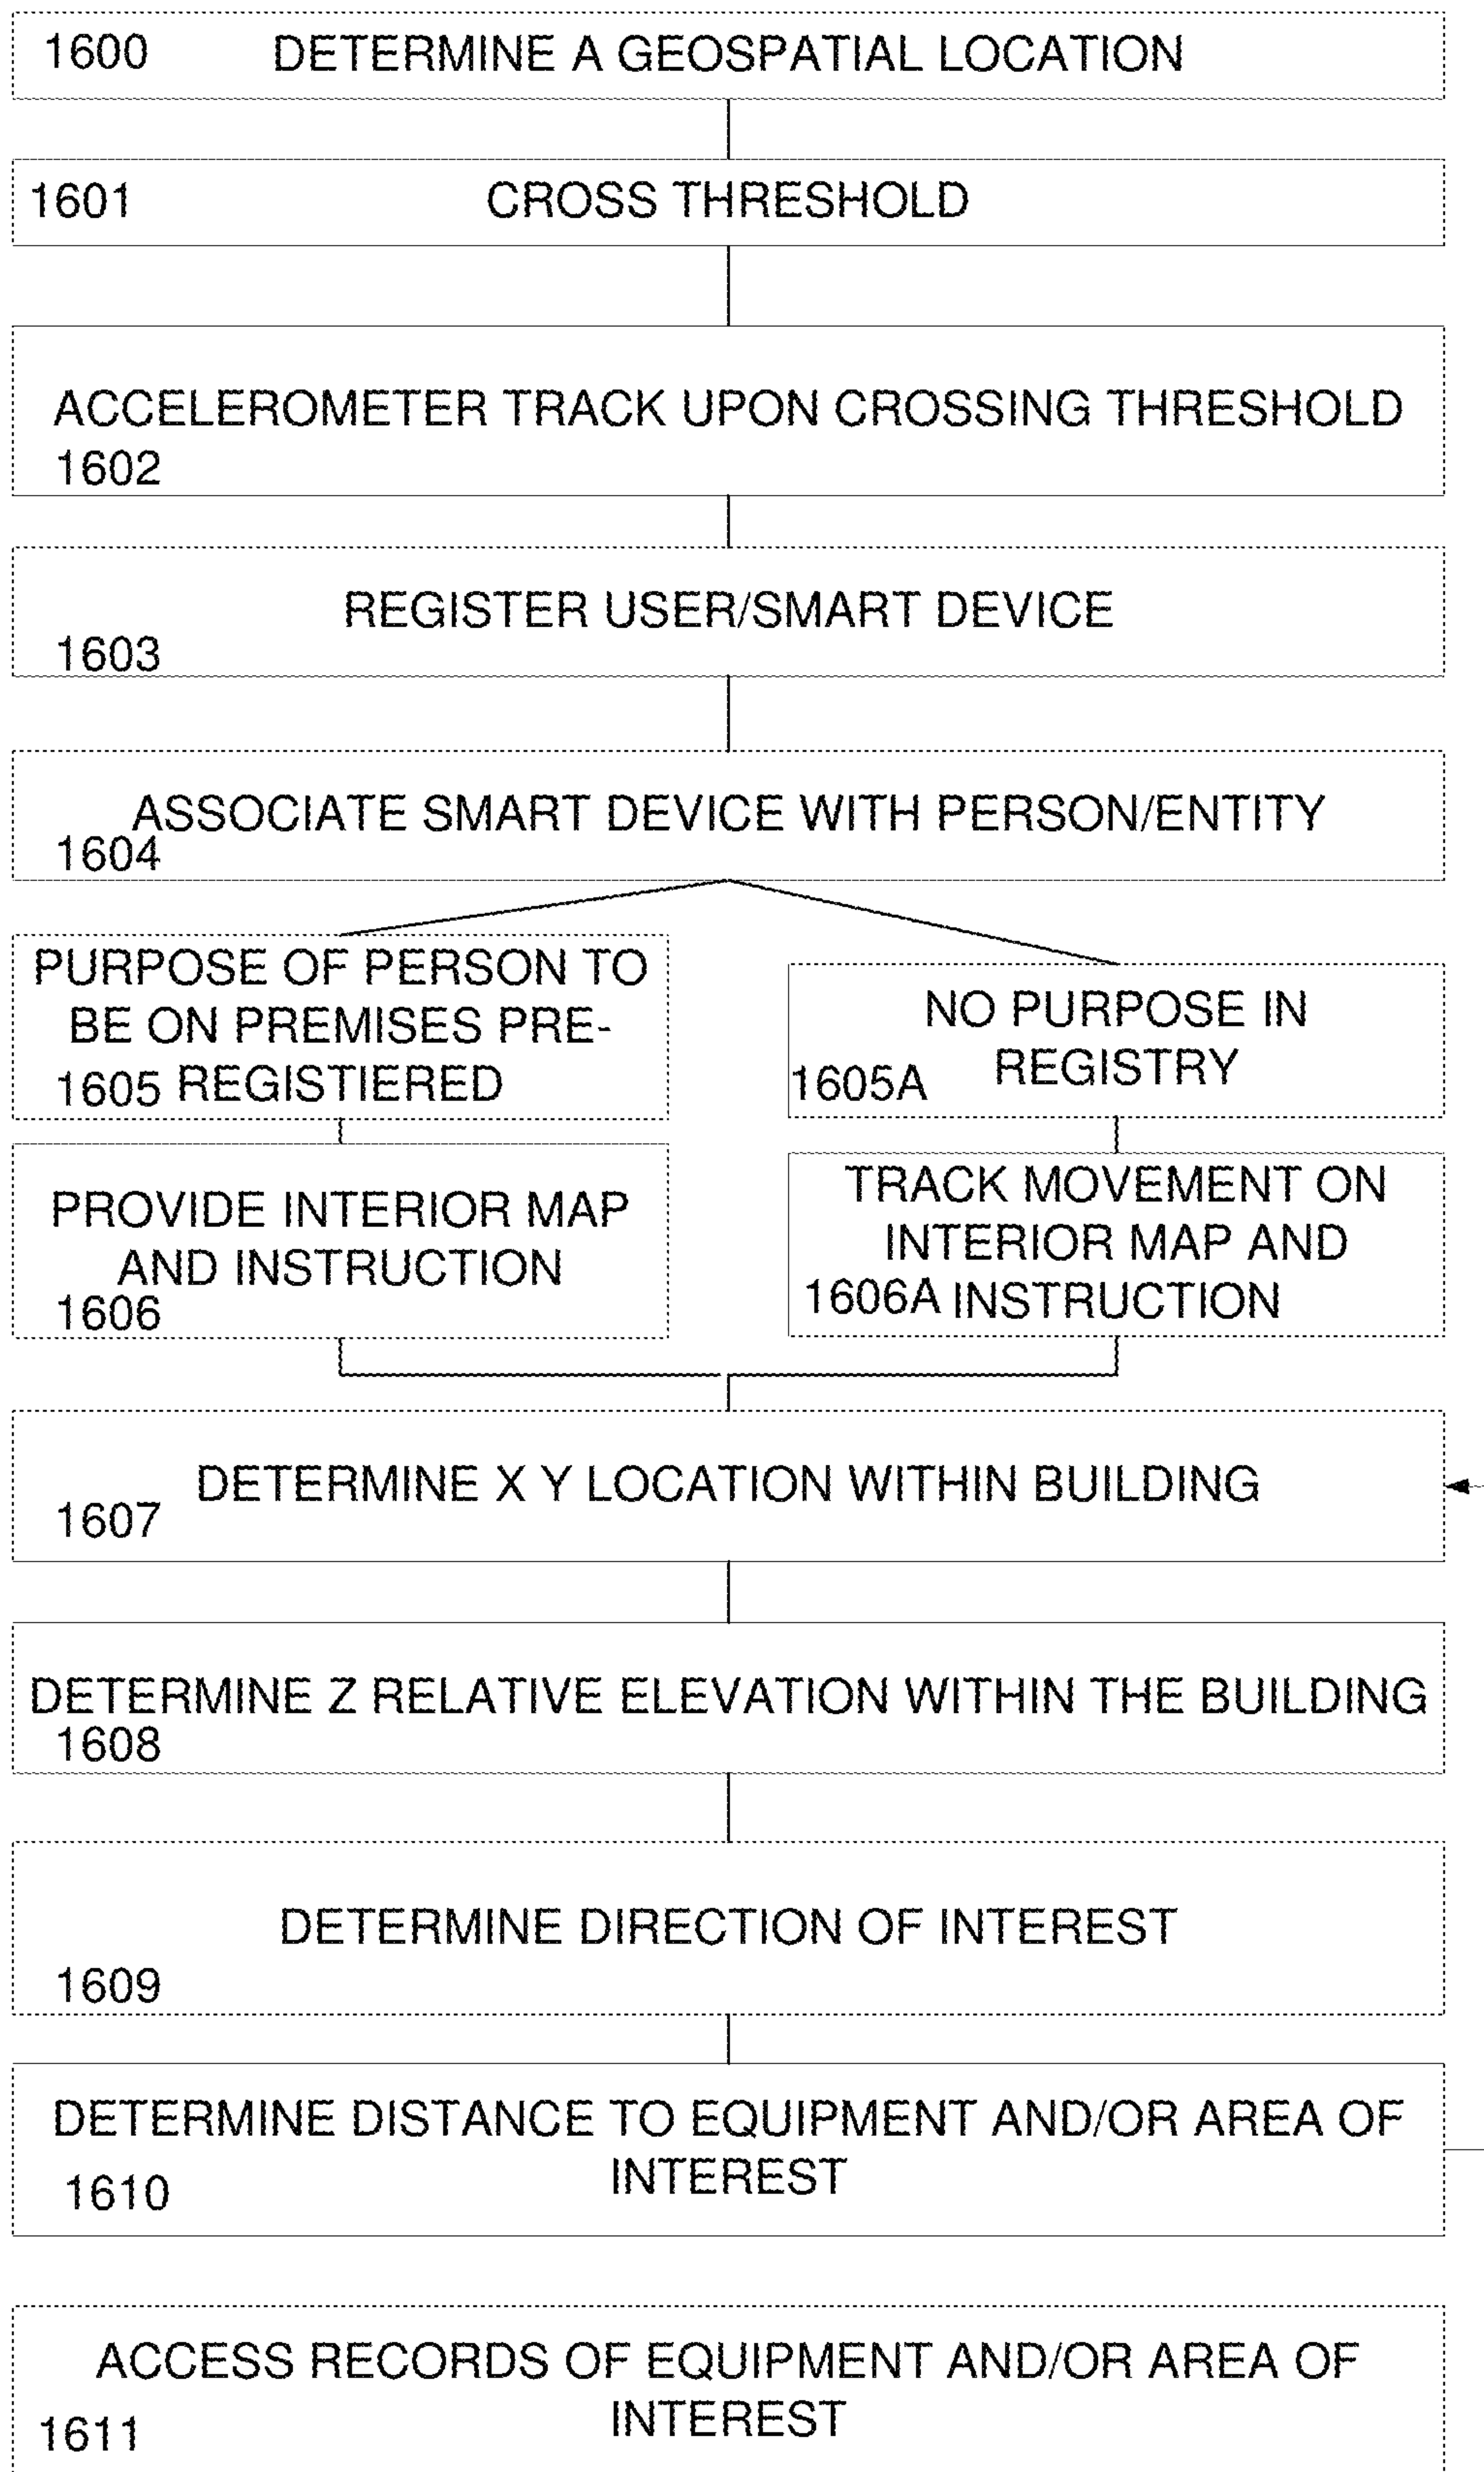 1600 DETERMINE A GEOSPATIAL LOCATION
1601 CROSS THRESHOLD
ACCELEROMETER TRACK UPON CROSSING THRESHOLD
1602
REGISTER USER/SMART DEVICE
1603
ASSOCIATE SMART DEVICE WITH PERSON/ENTITY
1604
PURPOSE OF PERSON TO
BE ON PREMISES PRE-
1605 REGISTIERED
NO PURPOSE IN
REGISTRY
1605A
PROVIDE INTERIOR MAP
AND INSTRUCTION
1606
TRACK MOVEMENT ON
INTERIOR MAP AND
1606A INSTRUCTION
DETERMINE X Y LOCATION WITHIN BUILDING
1607
DETERMINE Z RELATIVE ELEVATION WITHIN THE BUILDING
1608
DETERMINE DIRECTION OF INTEREST
1609
DETERMINE DISTANCE TO EQUIPMENT AND/OR AREA OF
INTEREST
1610
ACCESS RECORDS OF EQUIPMENT AND/OR AREA OF
INTEREST
1611